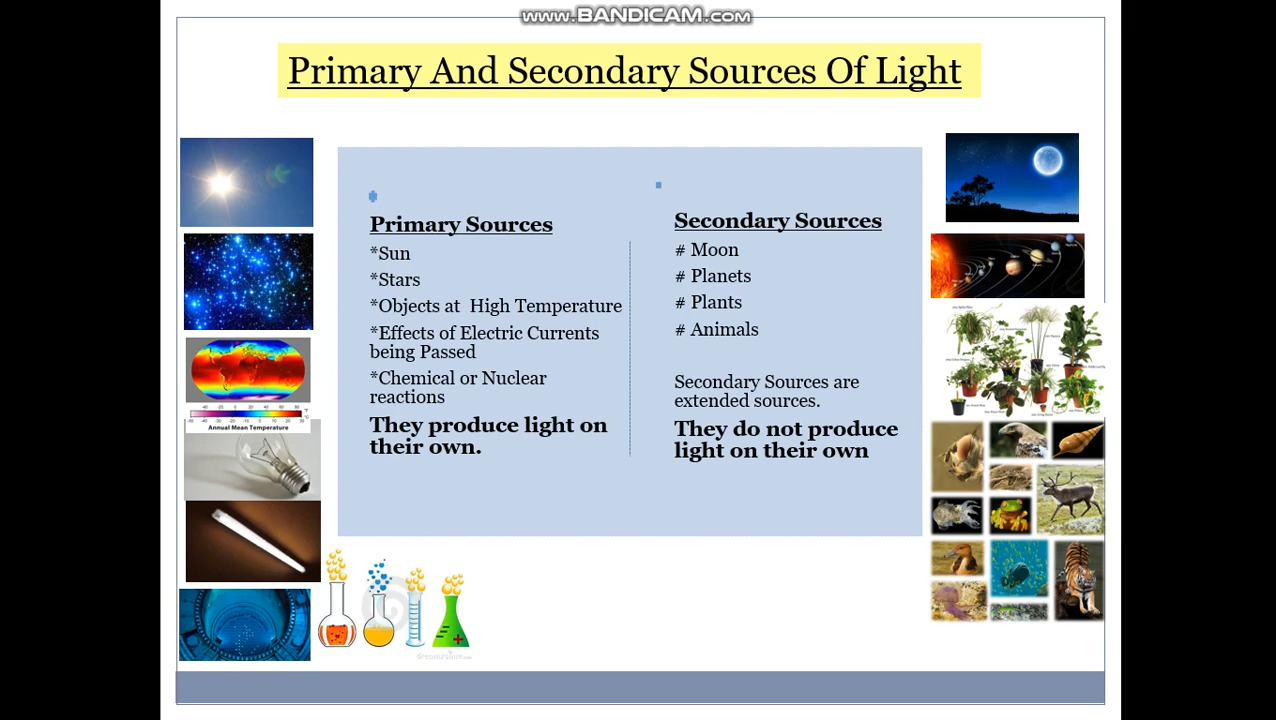 www.BANDICAM.com
Primary And Secondary Sources Of Light
Primary Sources
*Sun
*Stars
*Objects at High Temperature
*Effects of Electric Currents
being Passed
*Chemical or Nuclear
reactions
They produce light on
their own.
Secondary Sources
# Moon
# Planets
# Plants
# Animals
Secondary Sources are
extended sources.
They do not produce
light on their own
Annual Mean Temperature